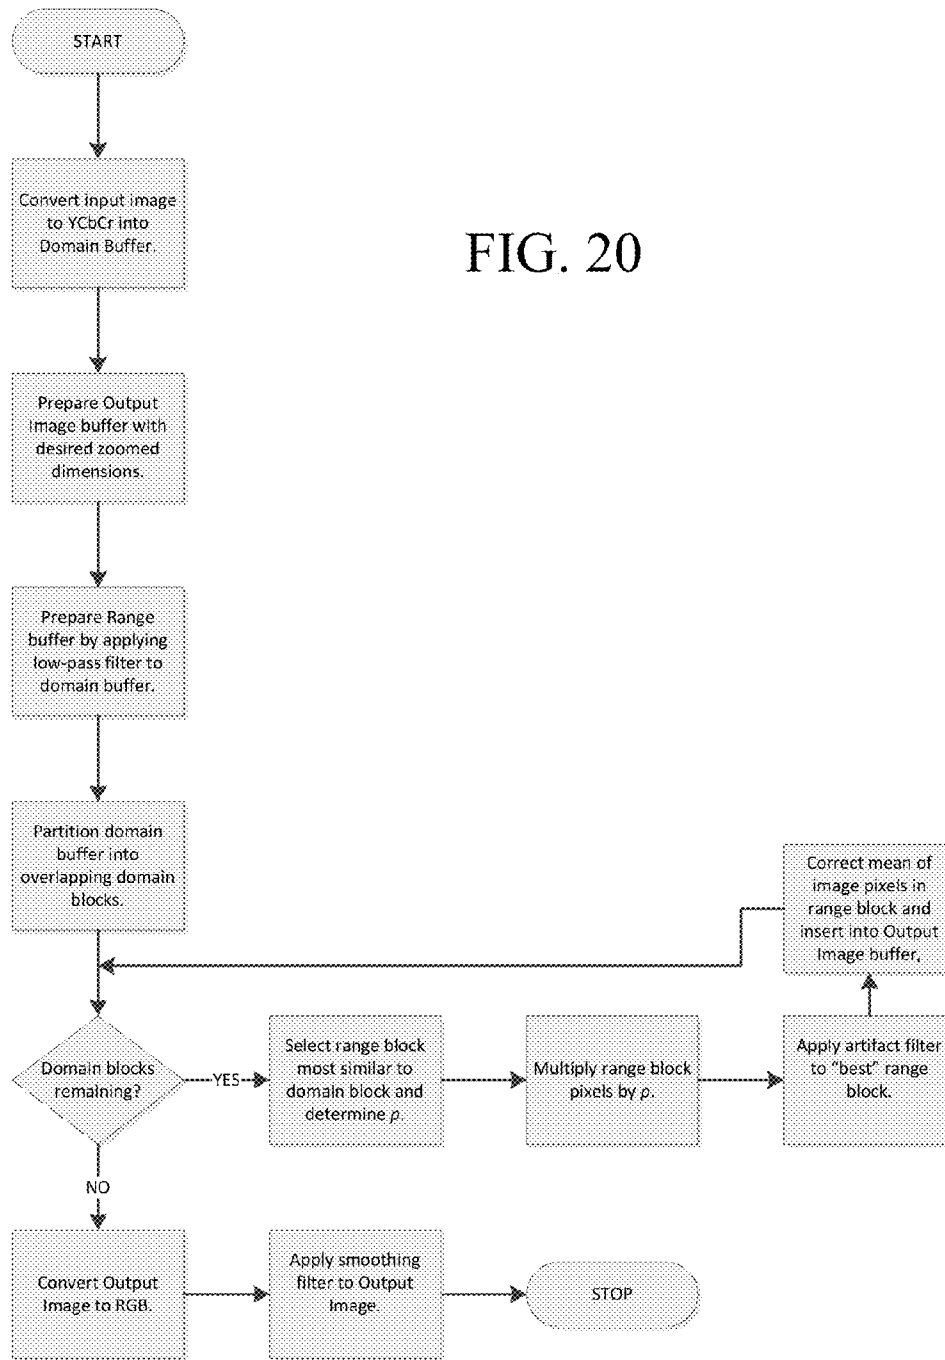 START
Convert input image
to YCbCr into
Domain Buffer.
FIG. 20
Prepare Output
Image buffer with
desired zoomed
dimensions.
Prepare Range
buffer by applying
low-pass filter to
domain buffer.
Partition domain
buffer into
overlapping domain
blocks.
Correct mean of
image pixels in
range block and
insert into Output
Image buffer.
Domain blocks
remaining?
YES
Select range block
most similar to
domain block and
determine p.
Multiply range block
pixels by p.
Apply artifact filter
to "best" range
block.
NO
Convert Output
Image to RGB.
Apply smoothing
filter to Output
Image.
STOP